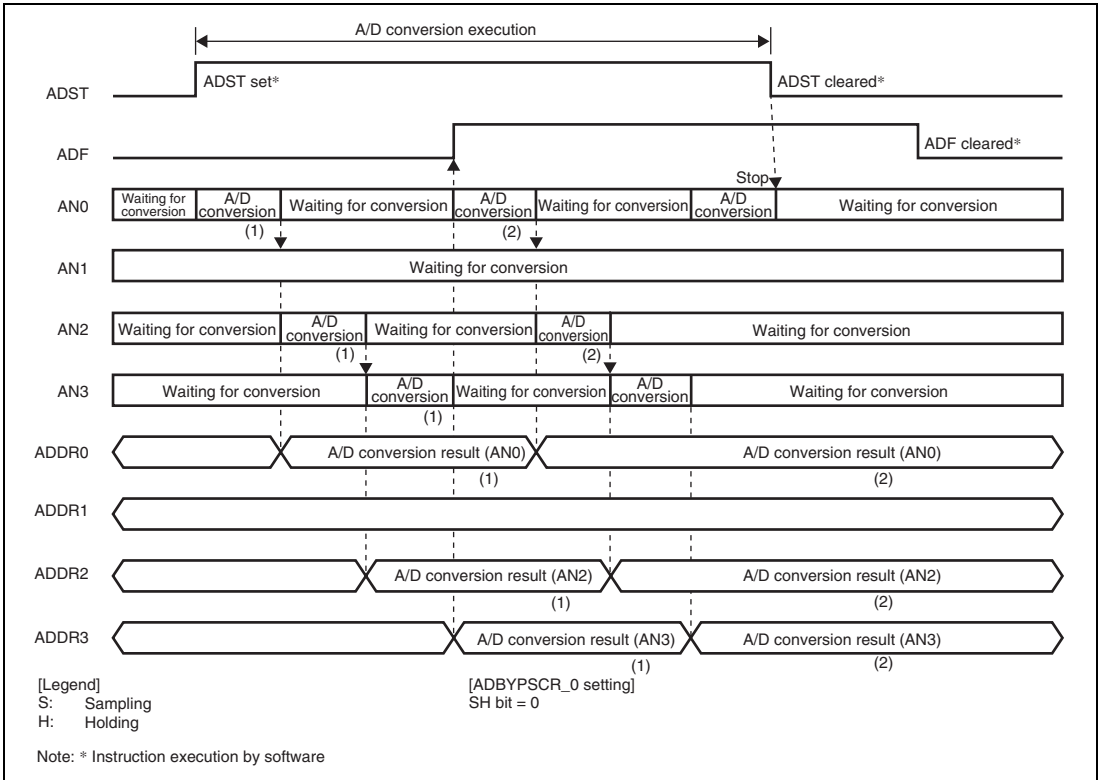 A/D conversion execution
ADST
ADST set*
ADST cleared*
ADF
ADF cleared*
Stop
AN0
Waiting for conversion
A/D conversion
Waiting for conversion
A/D conversion
Waiting for conversion
A/D conversion
Waiting for conversion
(1)
(2)
AN1
Waiting for conversion
AN2
Waiting for conversion
A/D conversion
Waiting for conversion
A/D conversion
Waiting for conversion
(1)
(2)
AN3
Waiting for conversion
A/D conversion
Waiting for conversion
A/D conversion
Waiting for conversion
(1)
ADDR0
A/D conversion result (AN0)
A/D conversion result (AN0)
(1)
(2)
ADDR1
ADDR2
A/D conversion result (AN2)
A/D conversion result (AN2)
(1)
(2)
ADDR3
A/D conversion result (AN3)
A/D conversion result (AN3)
(1)
(2)
[Legend]
S: Sampling
H: Holding
[ADBYPSCR_0 setting]
SH bit = 0
Note: * Instruction execution by software